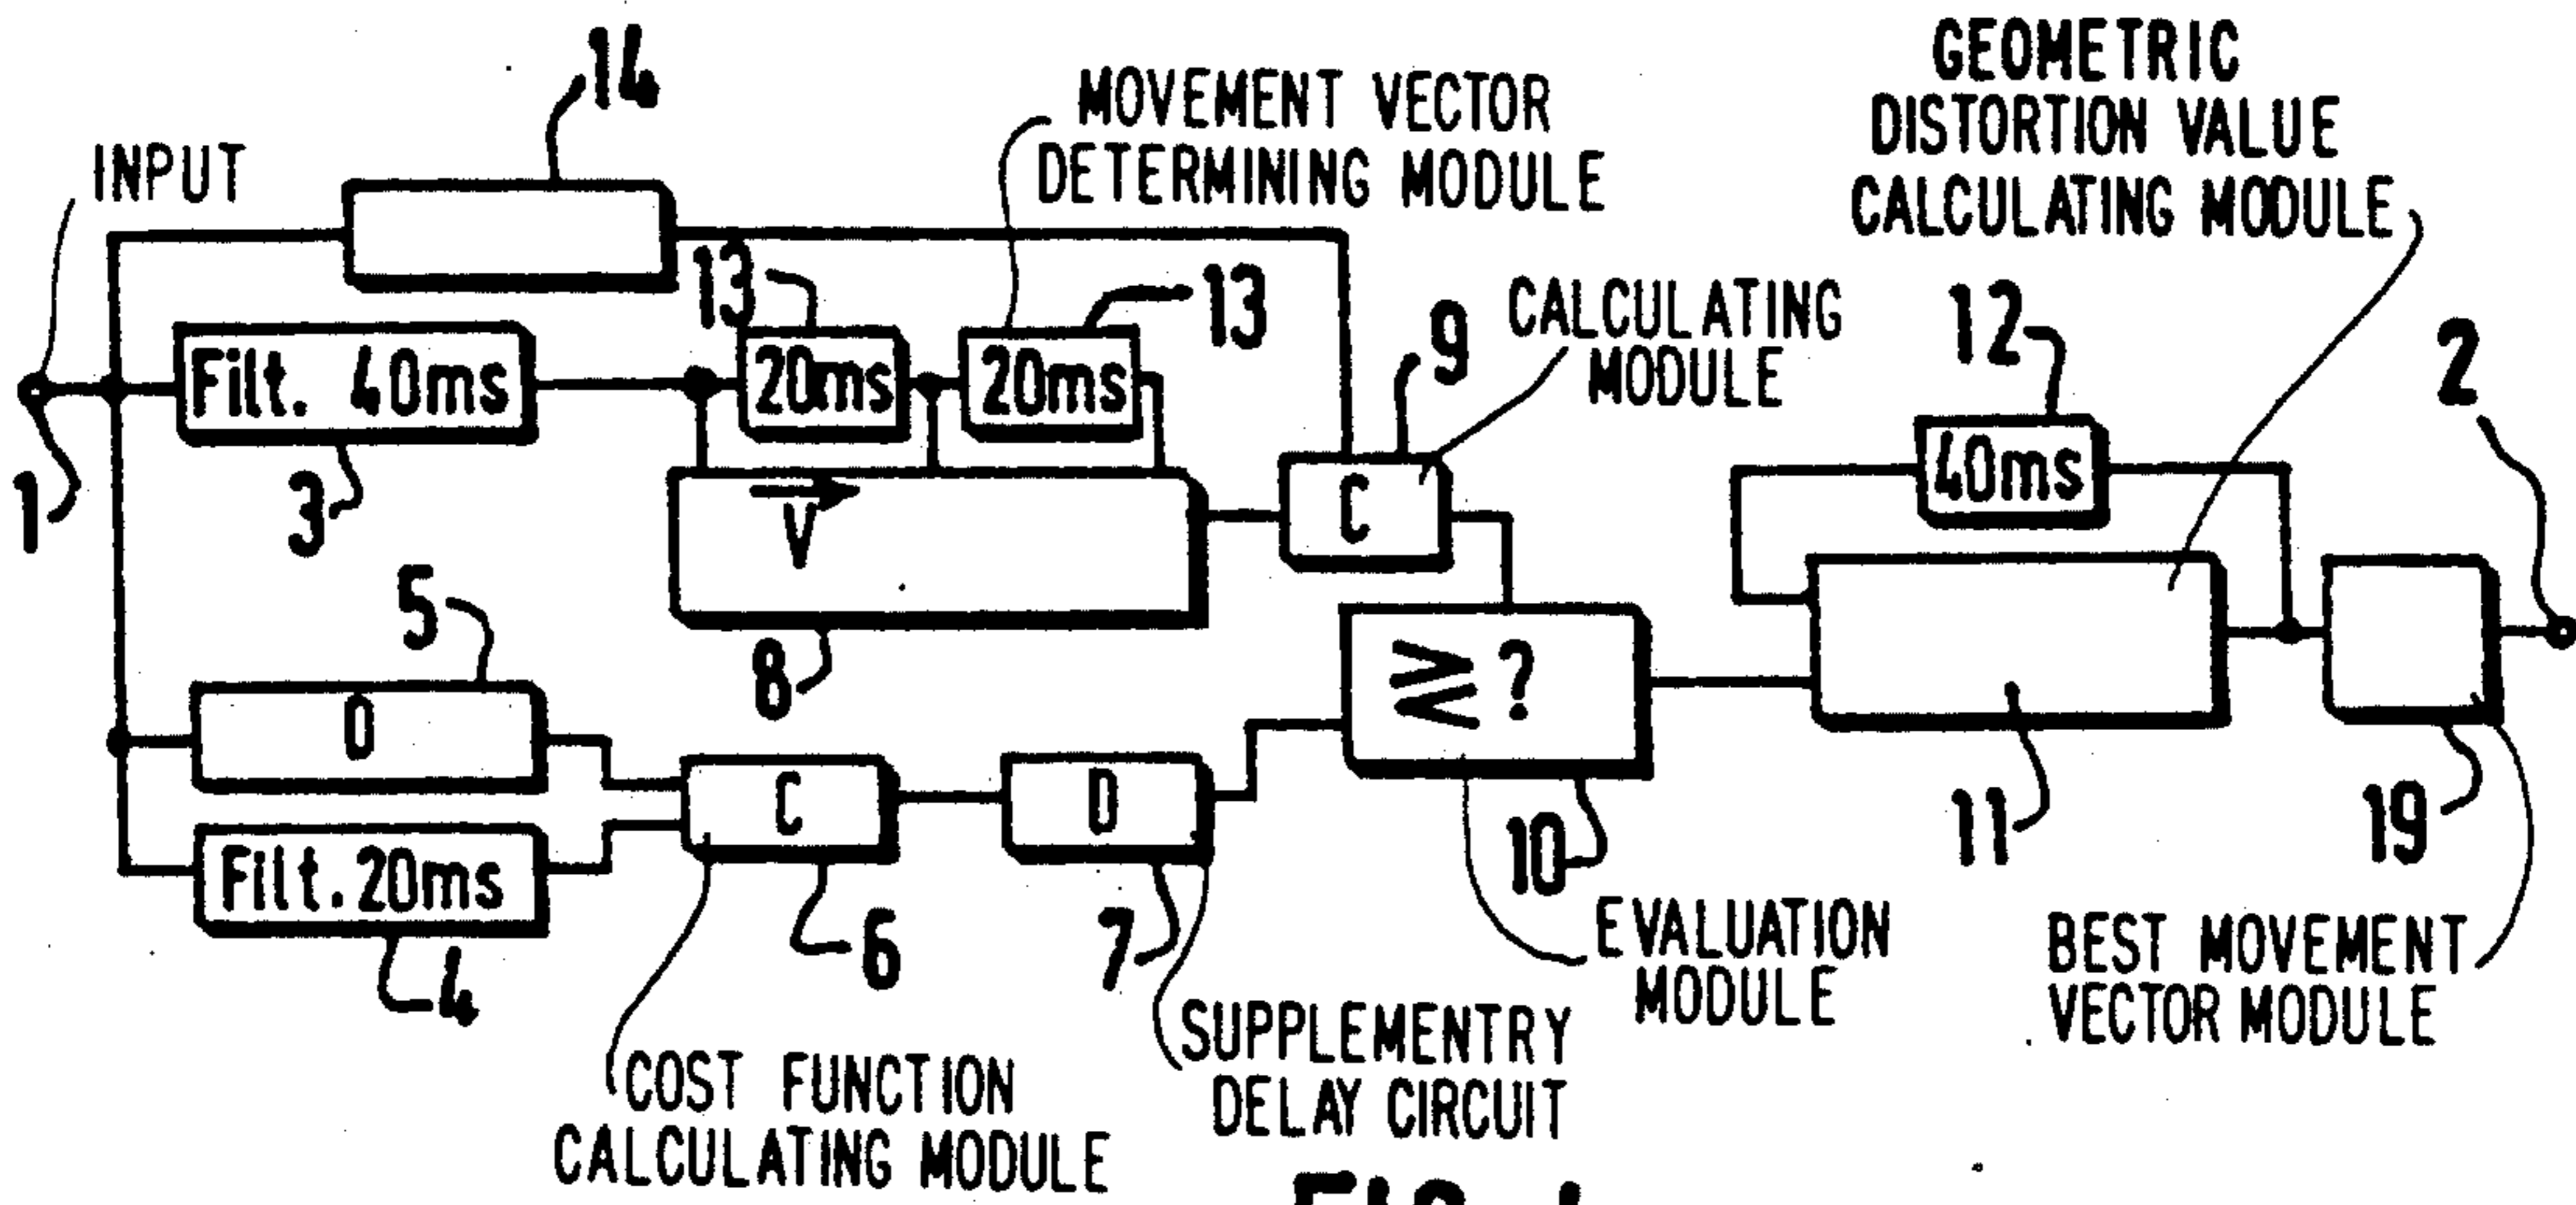 14
INPUT
MOVEMENT VECTOR
DETERMINING MODULE
GEOMETRIC
DISTORTION VALUE
CALCULATING MODULE
13
13
CALCULATING
MODULE
9
12
2
Filt. 40ms
20ms
20ms
40ms
1
3
V
C
5
8
≥ ?
≤
0
C
D
10
11
19
Filt. 20ms
4
6
7
EVALUATION
MODULE
BEST MOVEMENT
VECTOR MODULE
SUPPLEMENTRY
DELAY CIRCUIT
COST FUNCTION
CALCULATING MODULE